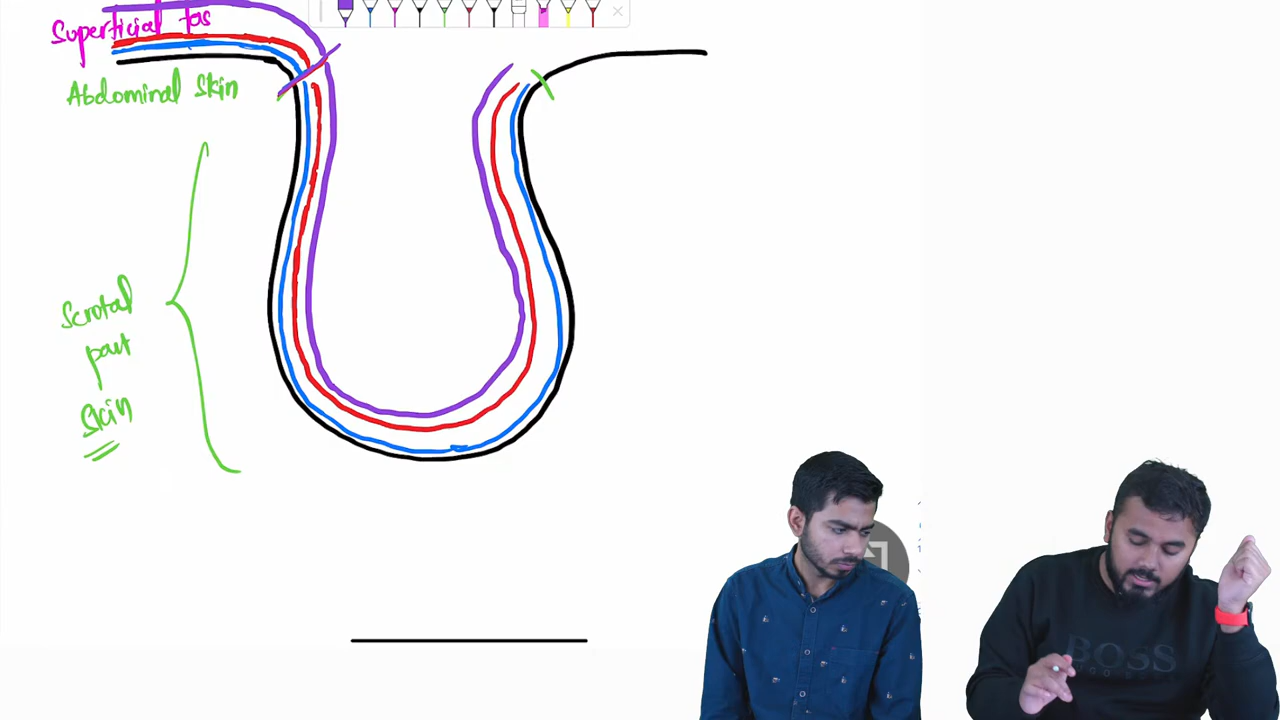 Superficial fas
Abdominal Skin
Scrotal
part
Skin
BOSS